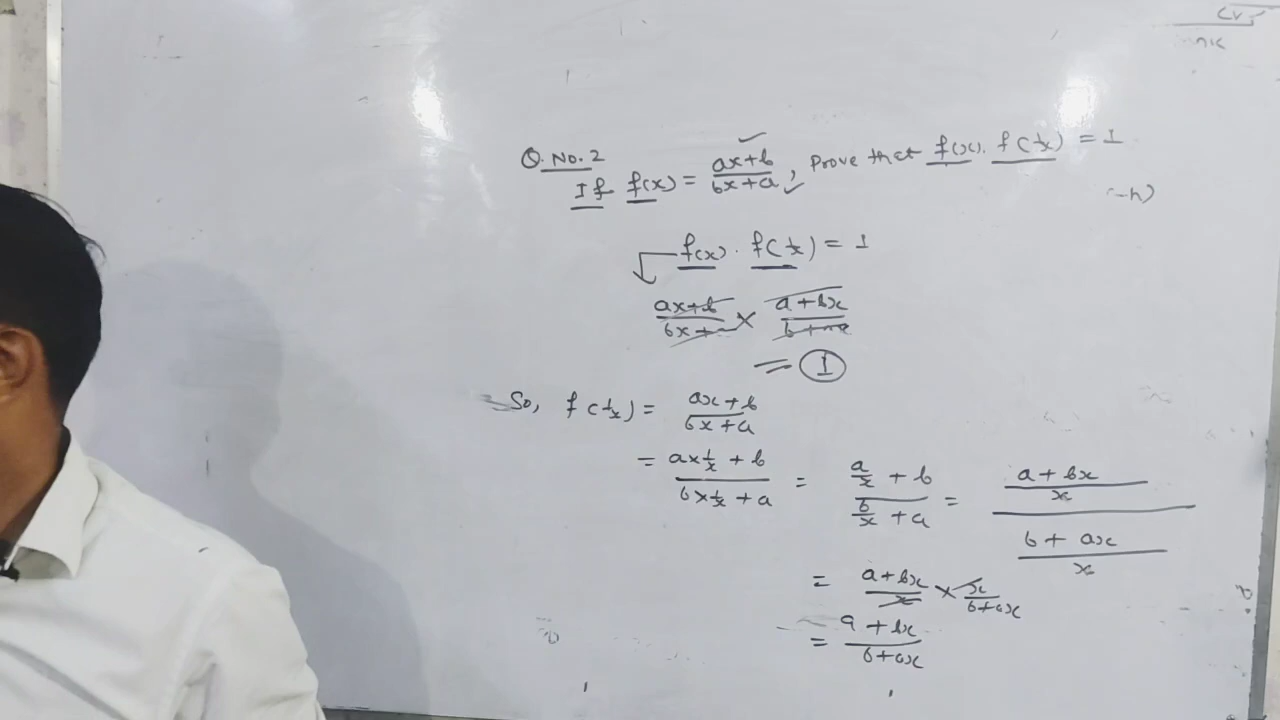 Q. No. 2
If f(x) = (ax+b)/(bx+a), prove that f(x). f(1/x) = 1
f(x) . f(1/x) = 1
(ax+b)/(bx+a) × (a+bx)/(b+ax)
= 1
So, f(1/x) = (ax+b)/(bx+a)
= (a×1/x + b)/(b×1/x + a) = (a/x + b)/(b/x + a) = ((a+bx)/x)/((b+ax)/x)
= (a+bx)/x × x/(b+ax)
= (a+bx)/(b+ax)